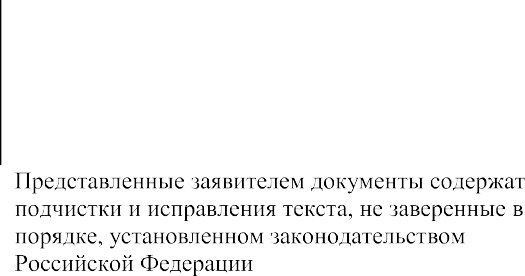 Представленные заявителем документы содержат
подчистки и исправления текста, не заверенные в
порядке, установленном законодательством
Российской Федерации